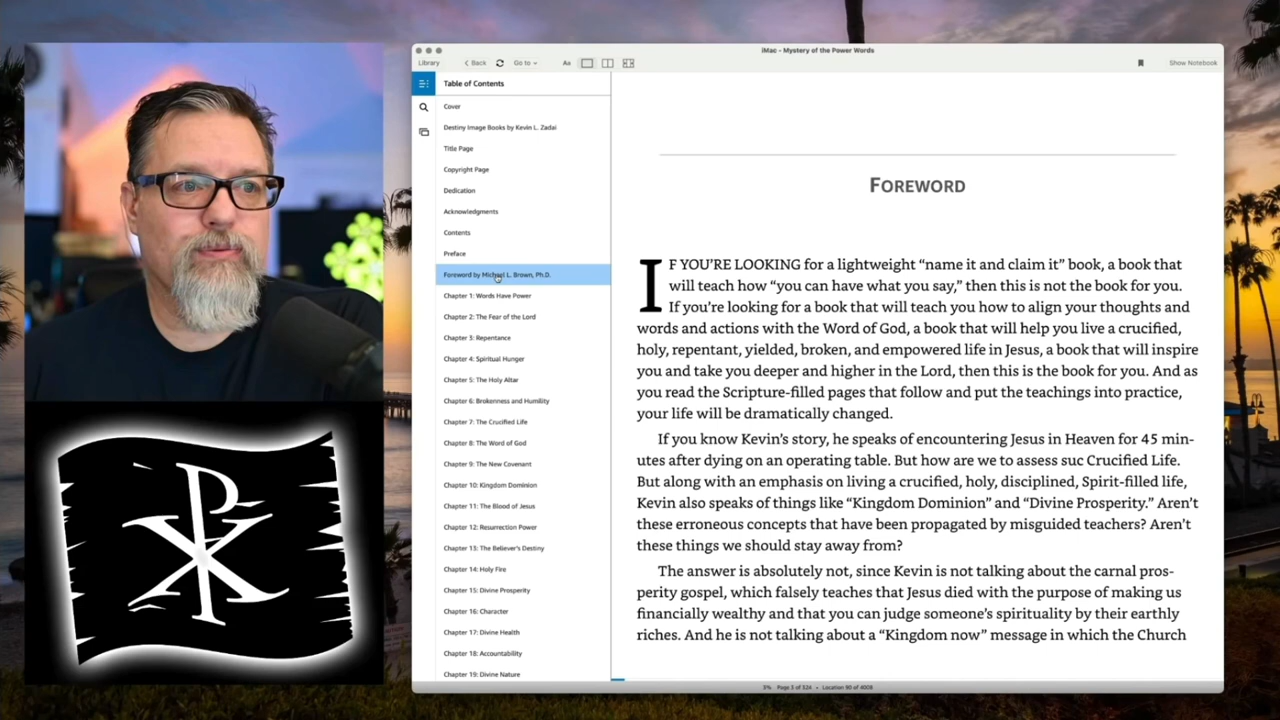 iMac - Mystery of the Power Words
Library
Back
Go to
Aa
Show Notebook
Table of Contents
Cover
Destiny Image Books by Kevin L. Zadai
Title Page
Copyright Page
Dedication
Acknowledgments
Contents
Preface
Foreword by Michael L. Brown, Ph.D.
Chapter 1: Words Have Power
Chapter 2: The Fear of the Lord
Chapter 3: Repentance
Chapter 4: Spiritual Hunger
Chapter 5: The Holy Altar
Chapter 6: Brokenness and Humility
Chapter 7: The Crucified Life
Chapter 8: The Word of God
Chapter 9: The New Covenant
Chapter 10: Kingdom Dominion
Chapter 11: The Blood of Jesus
Chapter 12: Resurrection Power
Chapter 13: The Believer's Destiny
Chapter 14: Holy Fire
Chapter 15: Divine Prosperity
Chapter 16: Character
Chapter 17: Divine Health
Chapter 18: Accountability
Chapter 19: Divine Nature
FOREWORD
IF YOU'RE LOOKING for a lightweight “name it and claim it” book, a book that
will teach how “you can have what you say,” then this is not the book for you.
If you're looking for a book that will teach you how to align your thoughts and
words and actions with the Word of God, a book that will help you live a crucified,
holy, repentant, yielded, broken, and empowered life in Jesus, a book that will inspire
you and take you deeper and higher in the Lord, then this is the book for you. And as
you read the Scripture-filled pages that follow and put the teachings into practice,
your life will be dramatically changed.
If you know Kevin's story, he speaks of encountering Jesus in Heaven for 45 min-
utes after dying on an operating table. But how are we to assess suc Crucified Life.
But along with an emphasis on living a crucified, holy, disciplined, Spirit-filled life,
Kevin also speaks of things like “Kingdom Dominion” and “Divine Prosperity.” Aren't
these erroneous concepts that have been propagated by misguided teachers? Aren't
these things we should stay away from?
The answer is absolutely not, since Kevin is not talking about the carnal pros-
perity gospel, which falsely teaches that Jesus died with the purpose of making us
financially wealthy and that you can judge someone's spirituality by their earthly
riches. And he is not talking about a “Kingdom now” message in which the Church
3% Page 3 of 326 • Location 90 of 4008